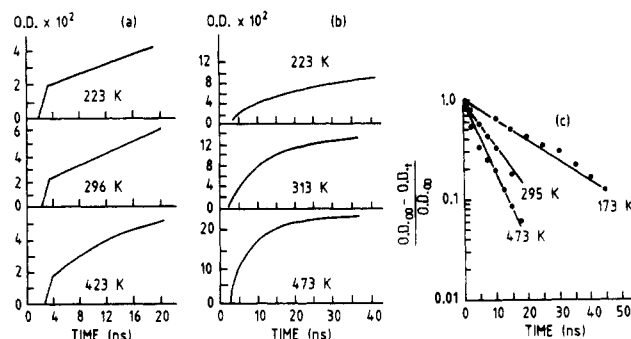 O.D. × 10²
(a)
4
2
0
223 K
6
4
2
0
296 K
4
2
0
423 K
0 4 8 12 16 20
TIME (ns)
O.D. × 10²
(b)
12
8
4
0
223 K
12
8
4
0
313 K
20
10
0
473 K
0 10 20 30 40
TIME (ns)
(c)
1.0
0.1
0.01
O.D.∞ − O.D.t
O.D.∞
295 K
173 K
473 K
0 10 20 30 40 50
TIME (ns)